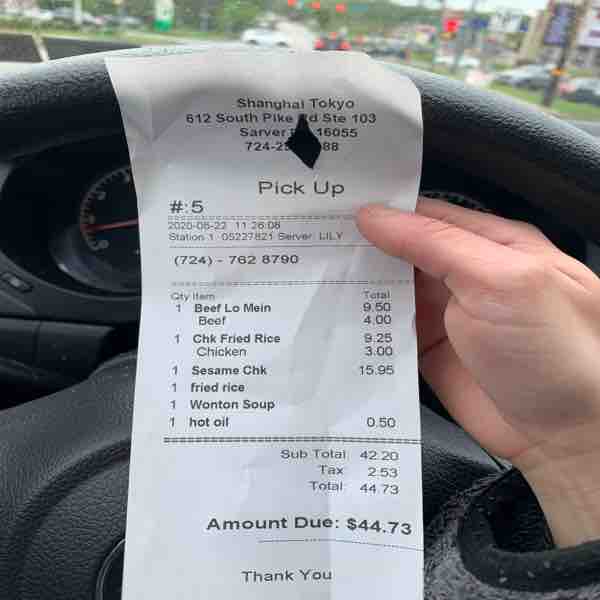 Shanghai Tokyo
612 South Pike Rd Ste 103
Sarver 16055
Pick Up
#:5
2020-05-22 11:26:08
Station 1 05227821 Server: LILY
(724) - 762 8790
Qty Item Total
1 Beef Lo Mein 9.50
Beef 4.00
1 Chk Fried Rice 9.25
Chicken 3.00
1 Sesame Chk 15.95
1 fried rice
1 Wonton Soup
1 hot oil 0.50
Sub Total: 42.20
Tax: 2.53
Total: 44.73
Amount Due: $44.73
Thank You